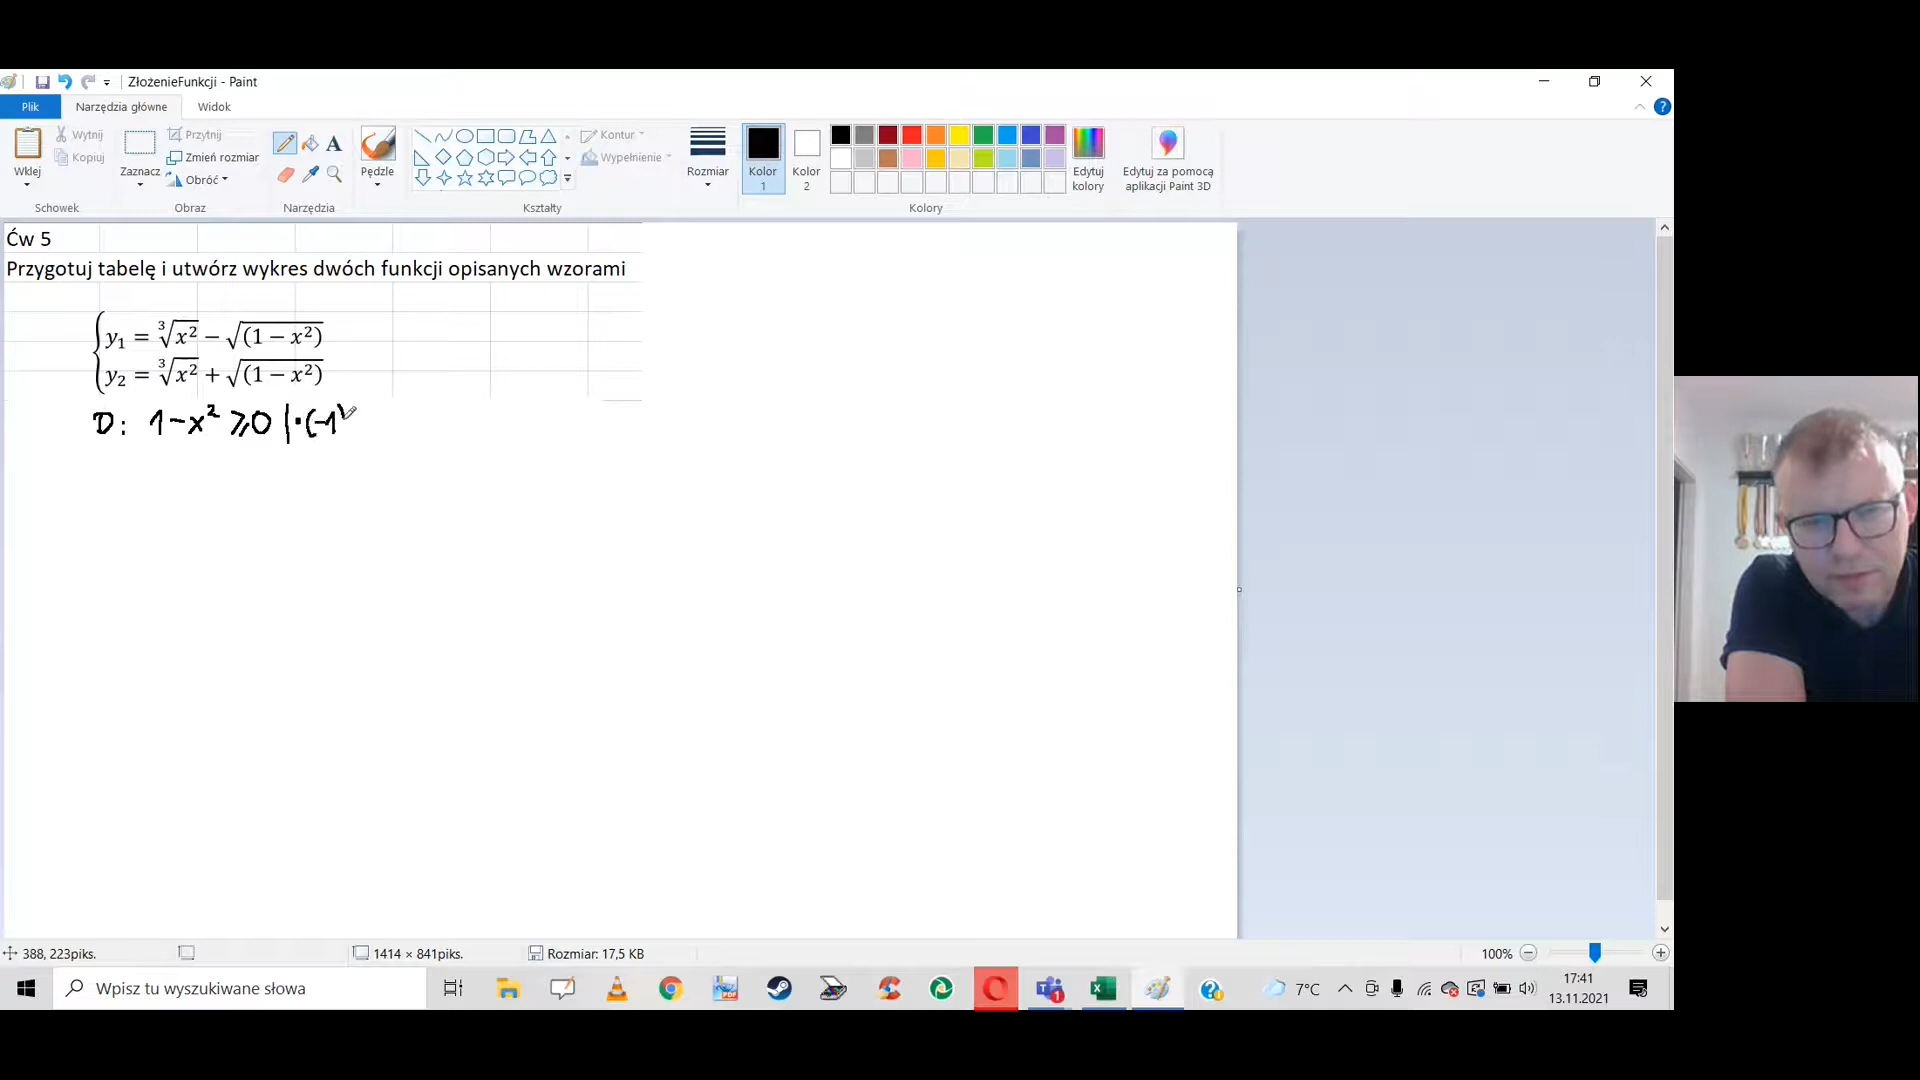 ZłożenieFunkcji - Paint
Plik Narzędzia główne Widok
Wklej
Wytnij
Kopiuj
Schowek
Zaznacz
Przytnij
Zmień rozmiar
Obróć
Obraz
A
Narzędzia
Pędzle
Kontur
Wypełnienie
Kształty
Rozmiar
Kolor 1
Kolor 2
Edytuj kolory
Kolory
Edytuj za pomocą aplikacji Paint 3D
Ćw 5
Przygotuj tabelę i utwórz wykres dwóch funkcji opisanych wzorami
y₁ = ∛x² − √(1 − x²)
y₂ = ∛x² + √(1 − x²)
D: 1-x² ⩾0 |·(-1)
388, 223piks. 1414 × 841piks. Rozmiar: 17,5 KB 100%
Wpisz tu wyszukiwane słowa
7°C
17:41
13.11.2021